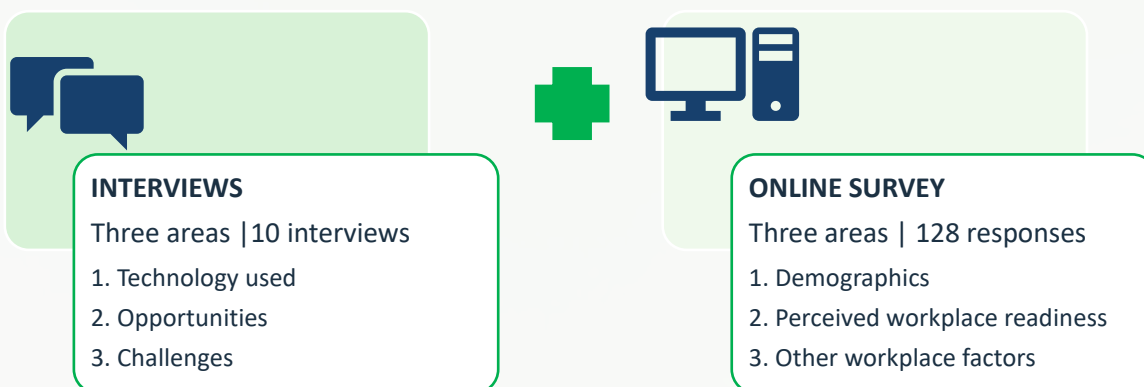 INTERVIEWS
Three areas |10 interviews
1. Technology used
2. Opportunities
3. Challenges
ONLINE SURVEY
Three areas | 128 responses
1. Demographics
2. Perceived workplace readiness
3. Other workplace factors